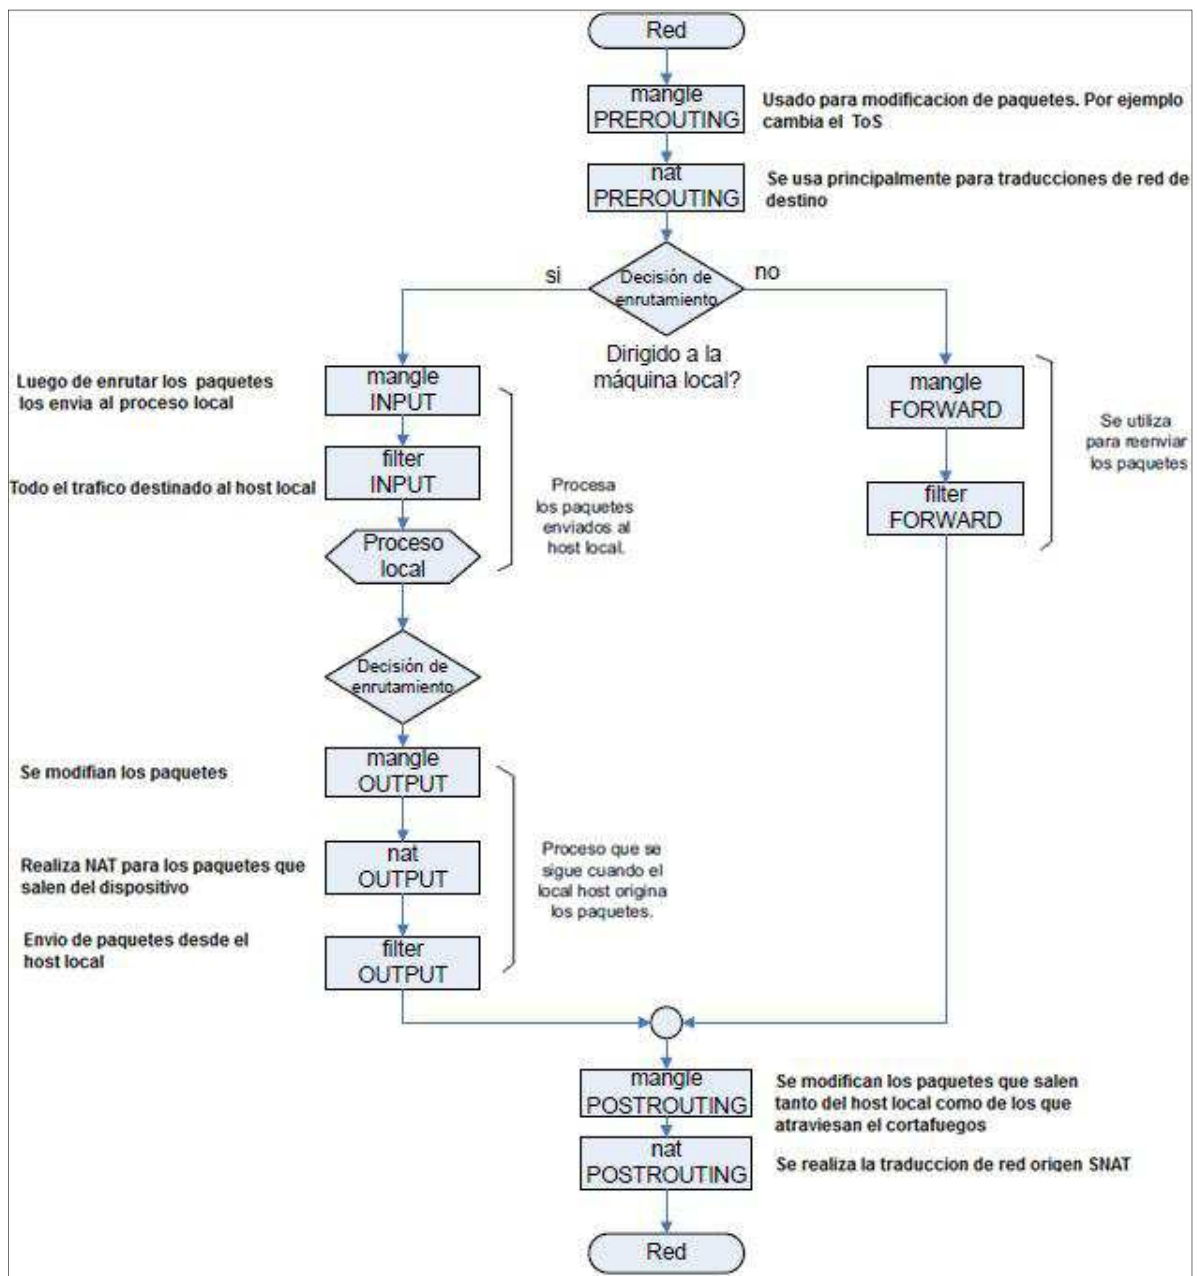 Red
mangle
PREROUTING
Usado para modificacion de paquetes. Por ejemplo
cambia el ToS
nat
PREROUTING
Se usa principalmente para traducciones de red de
destino
si
Decisión de
enrutamiento
no
Dirigido a la
máquina local?
Luego de enrutar los paquetes
los envia al proceso local
mangle
INPUT
filter
INPUT
Todo el trafico destinado al host local
Proceso
local
Procesa
los paquetes
enviados al
host local.
mangle
FORWARD
filter
FORWARD
Se utiliza
para reenviar
los paquetes
Decisión de
enrutamiento
Se modifian los paquetes
mangle
OUTPUT
Realiza NAT para los paquetes que
salen del dispositivo
nat
OUTPUT
Envio de paquetes desde el
host local
filter
OUTPUT
Proceso que se
sigue cuando el
local host origina
los paquetes.
mangle
POSTROUTING
Se modifican los paquetes que salen
tanto del host local como de los que
atraviesan el cortafuegos
nat
POSTROUTING
Se realiza la traduccion de red origen SNAT
Red